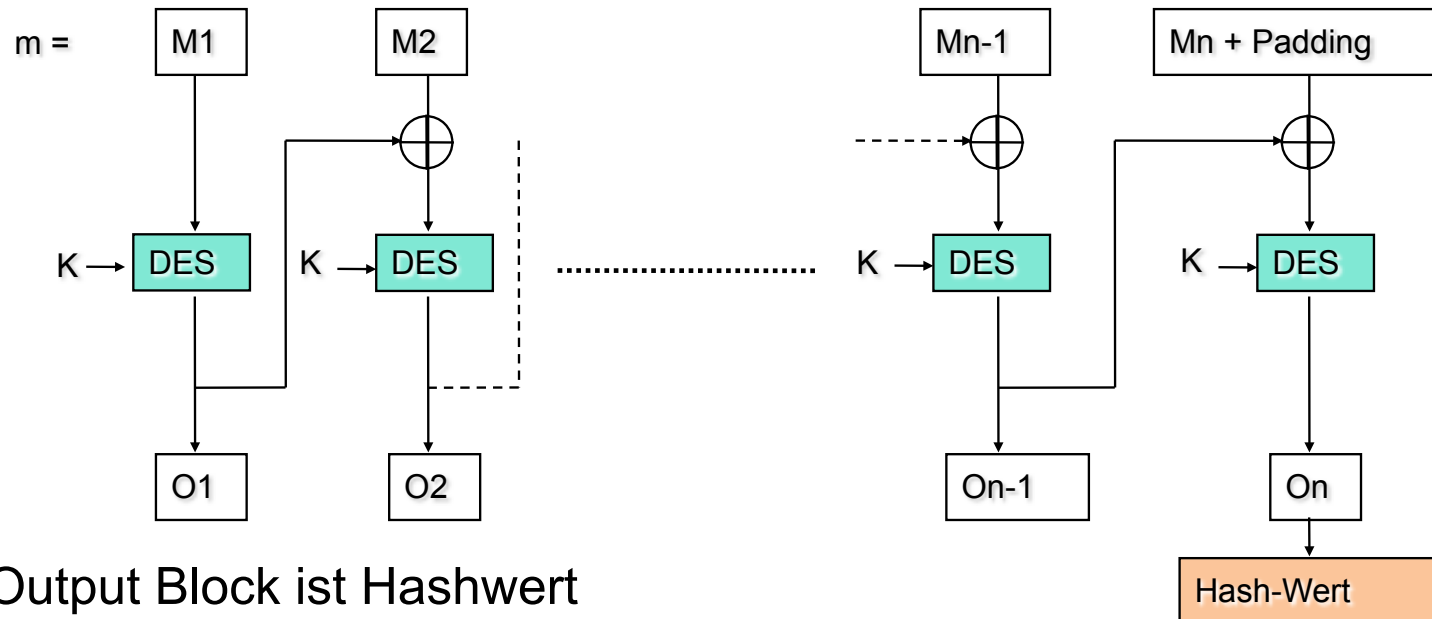 m =
M1
M2
Mn-1
Mn + Padding
K
DES
K
DES
K
DES
K
DES
O1
O2
On-1
On
Output Block ist Hashwert
Hash-Wert